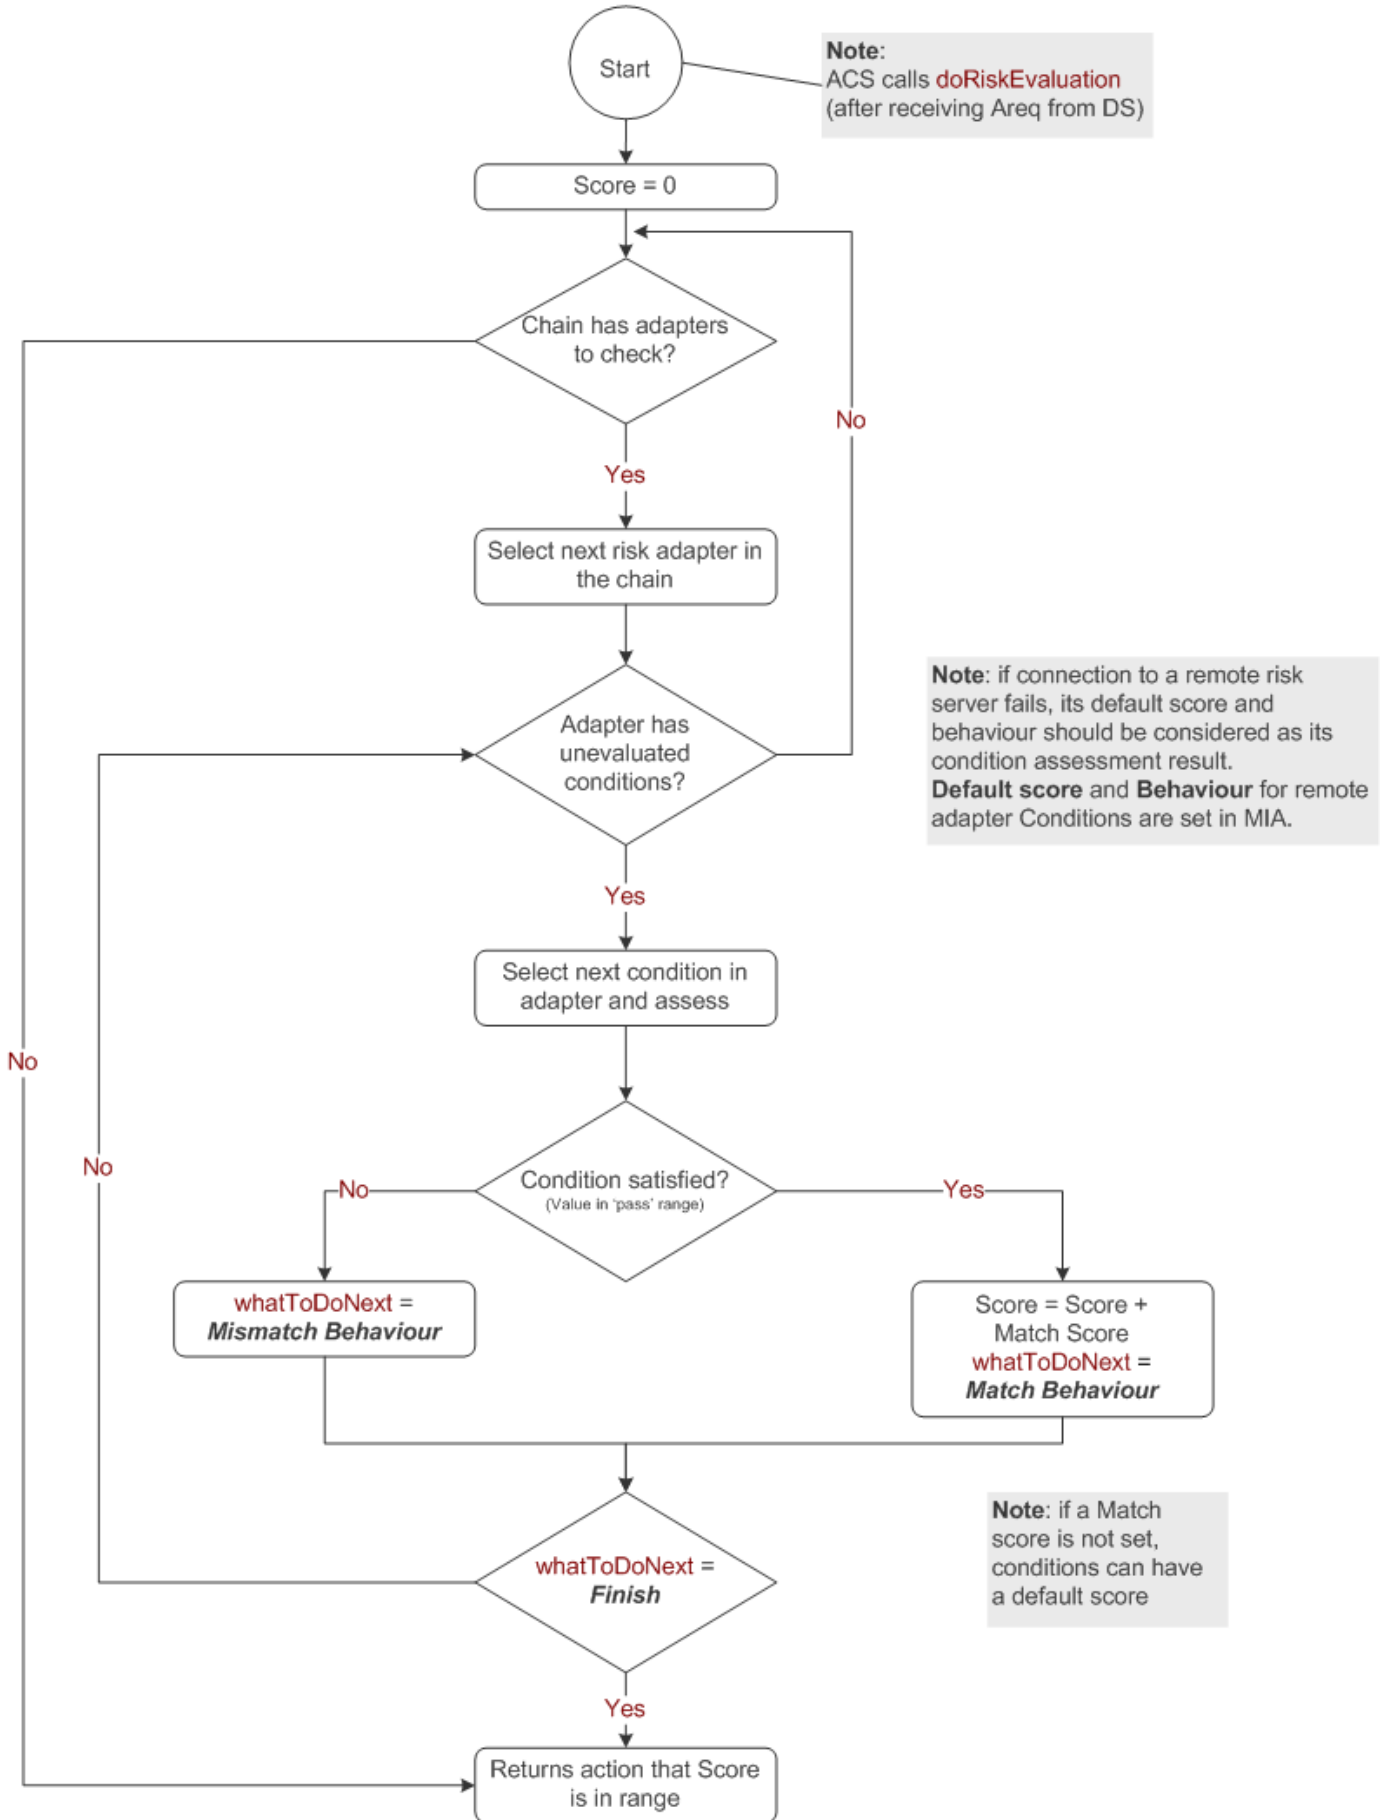 Start
Note:
ACS calls doRiskEvaluation
(after receiving Areq from DS)
Score = 0
Chain has adapters
to check?
No
Yes
Select next risk adapter in
the chain
Note: if connection to a remote risk
server fails, its default score and
behaviour should be considered as its
condition assessment result.
Default score and Behaviour for remote
adapter Conditions are set in MIA.
Adapter has
unevaluated
conditions?
Yes
Select next condition in
adapter and assess
No
No
Condition satisfied?
(Value in 'pass' range)
No
Yes
whatToDoNext =
Mismatch Behaviour
Score = Score +
Match Score
whatToDoNext =
Match Behaviour
Note: if a Match
score is not set,
conditions can have
a default score
whatToDoNext =
Finish
Yes
Returns action that Score
is in range